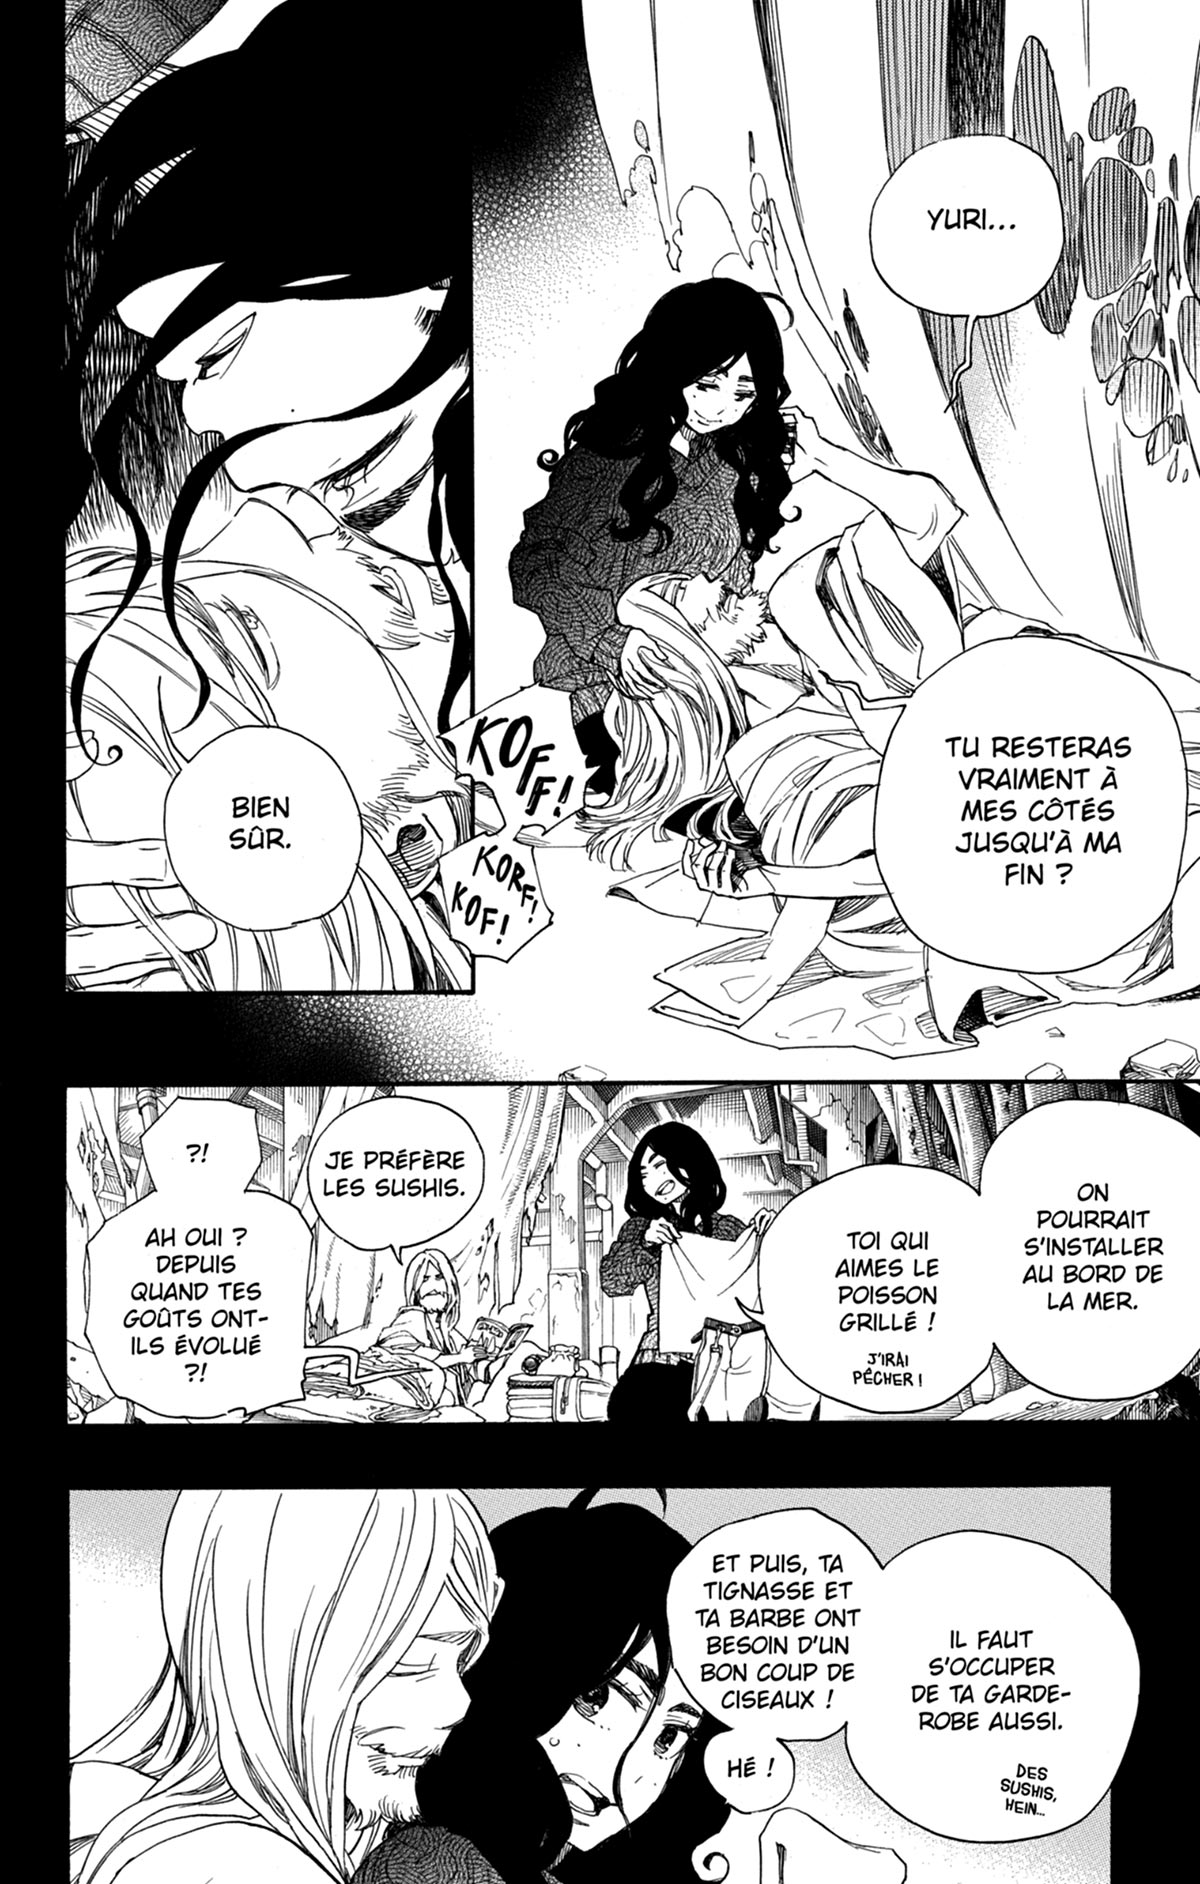 YURI...
TU RESTERAS
VRAIMENT À
MES CÔTÉS
JUSQU'À MA
FIN ?
KOFF!
KORF!
KOF!
BIEN
SÛR.
ON
POURRAIT
S'INSTALLER
AU BORD DE
LA MER.
TOI QUI
AIMES LE
POISSON
GRILLÉ !
J'IRAI
PÊCHER !
JE PRÉFÈRE
LES SUSHIS.
?!
AH OUI ?
DEPUIS
QUAND TES
GOÛTS ONT-
ILS ÉVOLUÉ
?!
IL FAUT
S'OCCUPER
DE TA GARDE-
ROBE AUSSI.
DES
SUSHIS,
HEIN...
ET PUIS, TA
TIGNASSE ET
TA BARBE ONT
BESOIN D'UN
BON COUP DE
CISEAUX !
HÉ !